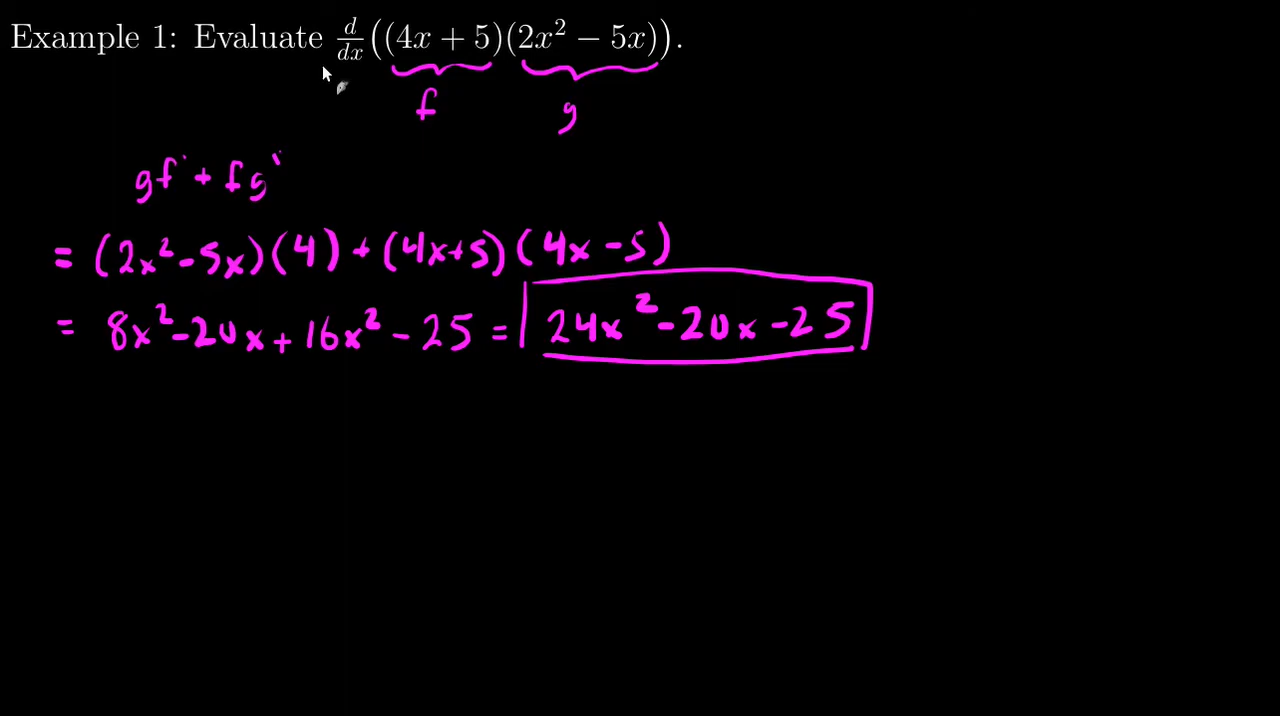 Example 1: Evaluate d/dx((4x + 5)(2x² − 5x)).
f g
gf' + fg'
= (2x² - 5x)(4) + (4x+5)(4x - 5)
= 8x² - 20x + 16x² - 25 = 24x² - 20x - 25